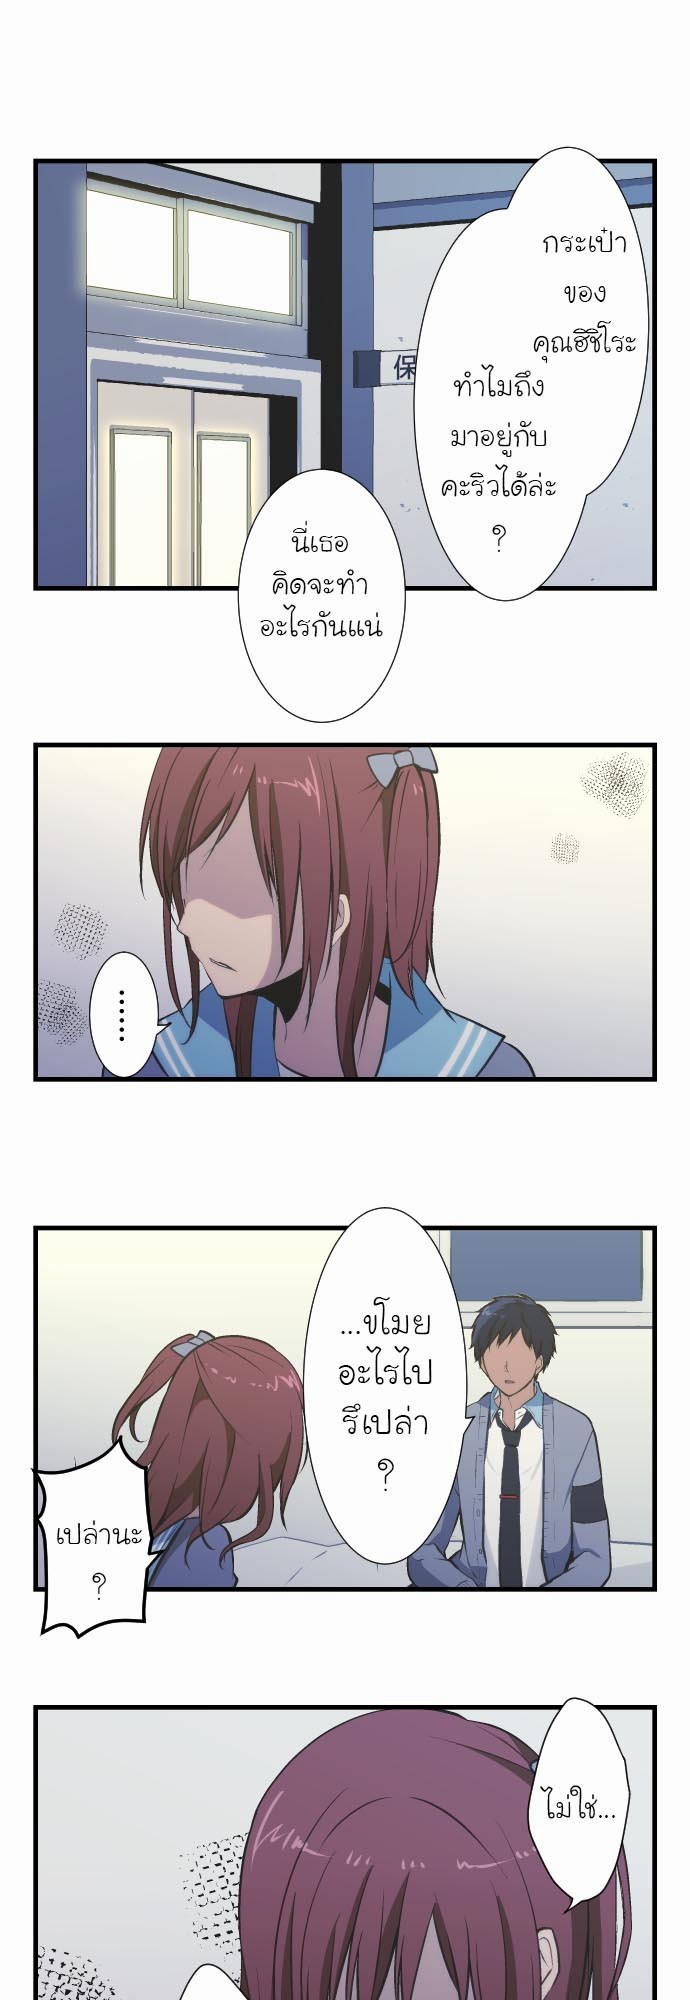 กระเป๋า
ของ
คุณฮิชิโระ
ทำไมถึง
มาอยู่กับ
คะริวได้ล่ะ
?
保
นี่เธอ
คิดจะทำ
อะไรกันแน่
......
...ขโมย
อะไรไป
รึเปล่า
?
เปล่านะ
?
ไม่ใช่...